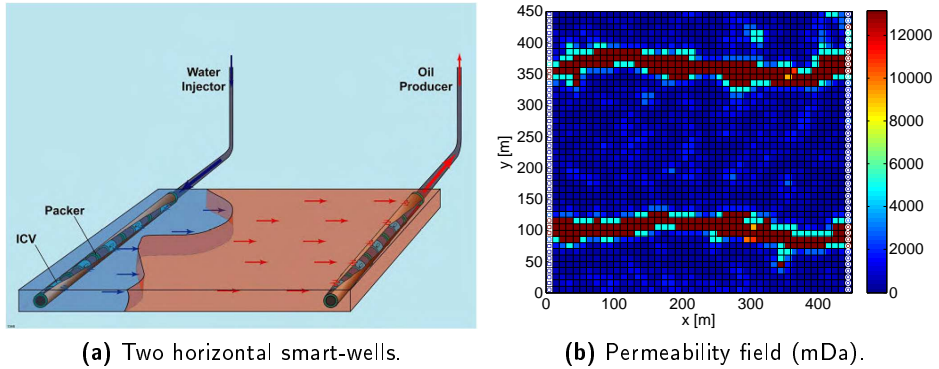 Water
Injector
Oil
Producer
Packer
ICV
450
400
350
300
250
200
150
100
50
0
y [m]
0
100
200
300
400
x [m]
12000
10000
8000
6000
4000
2000
0
(a) Two horizontal smart-wells.
(b) Permeability field (mDa).